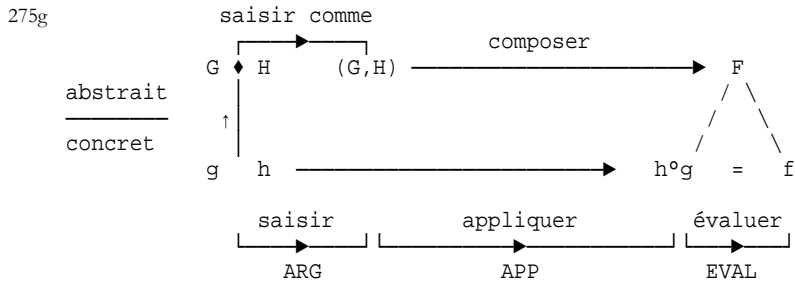 275g saisir comme
G ♦ H (G,H) composer F
abstrait
↑
concret
g h h°g = f
saisir appliquer évaluer
ARG APP EVAL